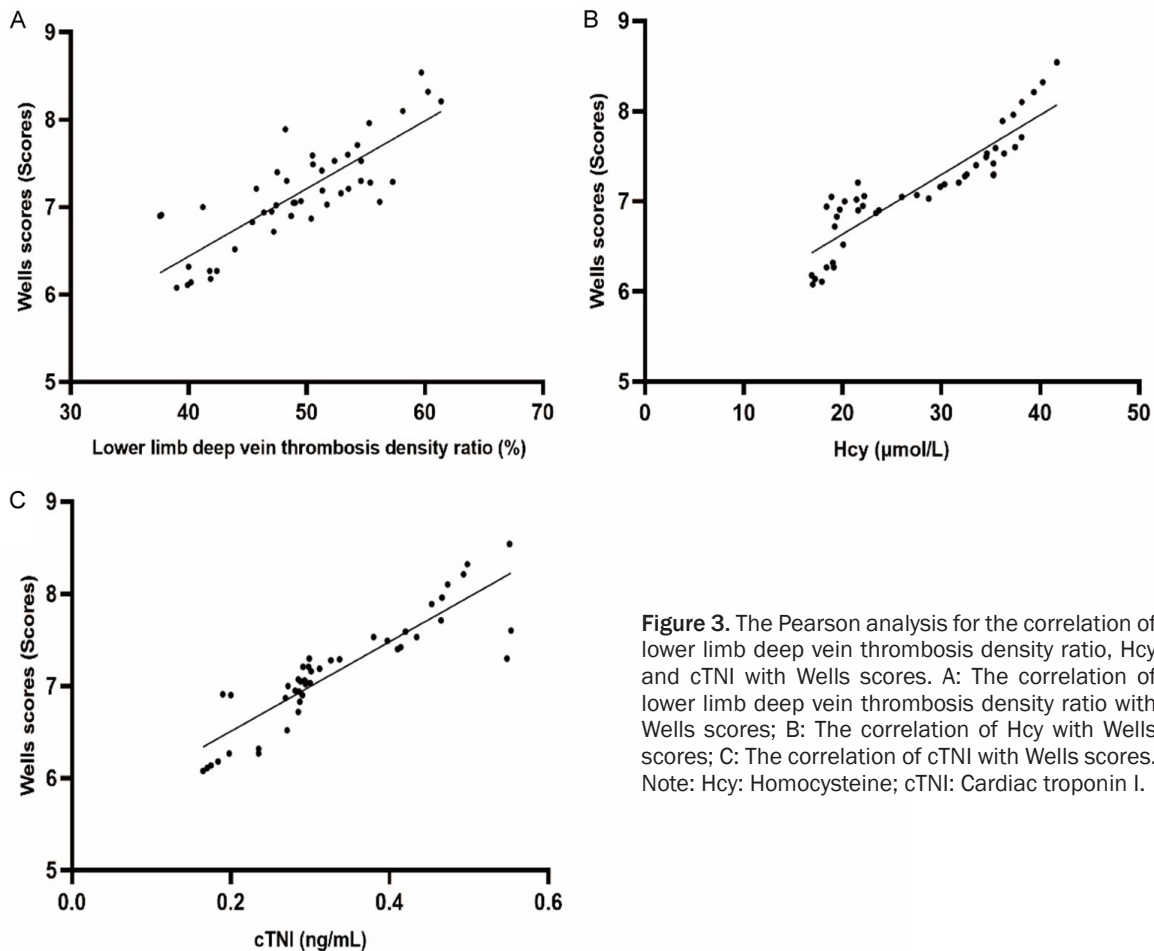 A
Wells scores (Scores)
9
8
7
6
5
30 40 50 60 70
Lower limb deep vein thrombosis density ratio (%)
B
Wells scores (Scores)
9
8
7
6
5
0 10 20 30 40 50
Hcy (μmol/L)
C
Wells scores (Scores)
9
8
7
6
5
0.0 0.2 0.4 0.6
cTNI (ng/mL)
Figure 3. The Pearson analysis for the correlation of
lower limb deep vein thrombosis density ratio, Hcy
and cTNI with Wells scores. A: The correlation of
lower limb deep vein thrombosis density ratio with
Wells scores; B: The correlation of Hcy with Wells
scores; C: The correlation of cTNI with Wells scores.
Note: Hcy: Homocysteine; cTNI: Cardiac troponin I.